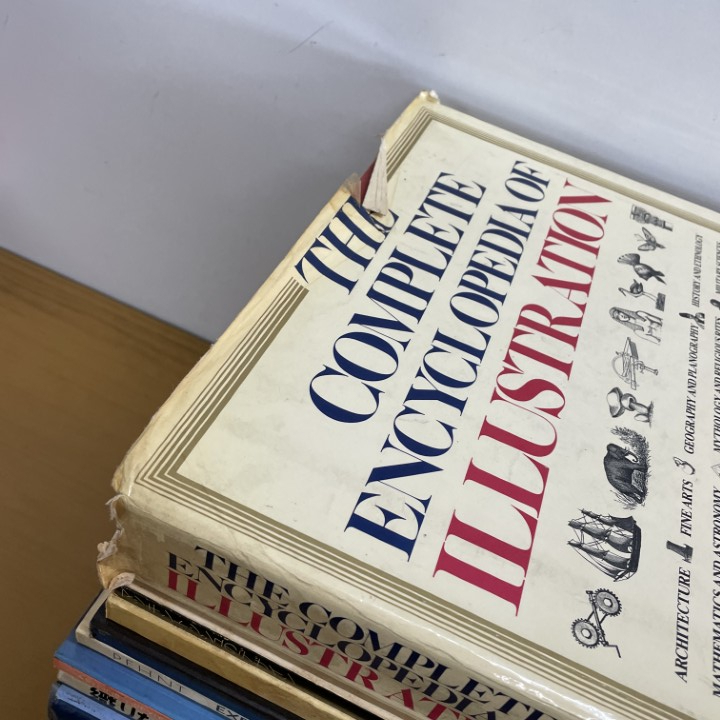 THE
COMPLETE
ENCYCLOPEDIA OF
ILLUSTRATION
ARCHITECTURE FINE ARTS GEOGRAPHY AND PLANOGRAPHY HISTORY AND ETHNOLOGY
MATHEMATICS AND ASTRONOMY MYTHOLOGY AND RELIGIOUS RITES
THE COMPLETE
ENCYCLOPEDIA
ILLUSTRAT